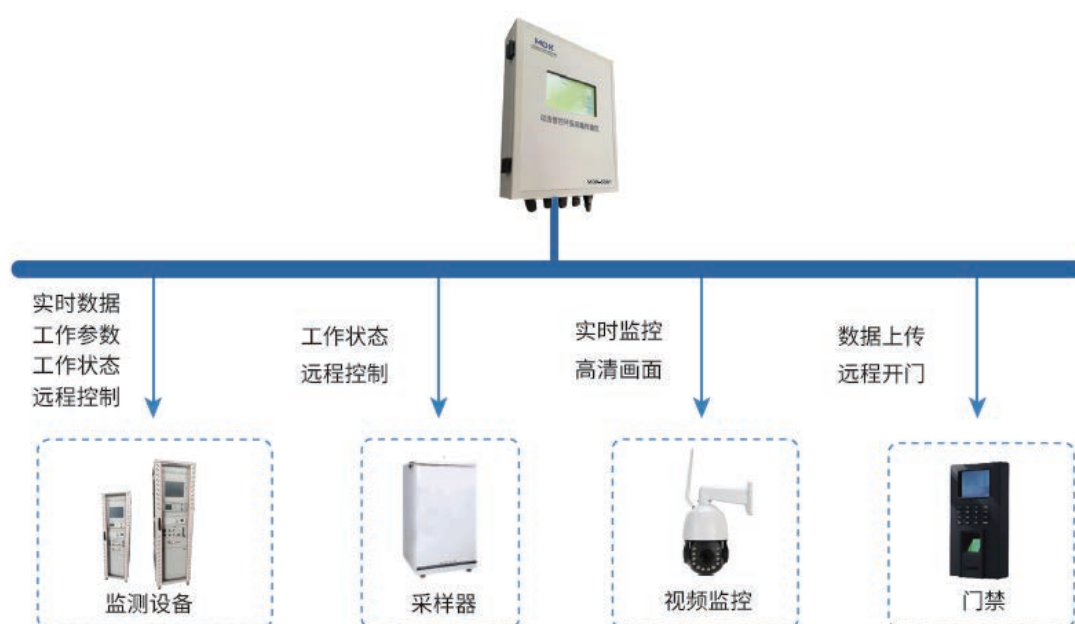 MDK
实时数据
工作参数
工作状态
远程控制
工作状态
远程控制
实时监控
高清画面
数据上传
远程开门
监测设备
采样器
视频监控
门禁